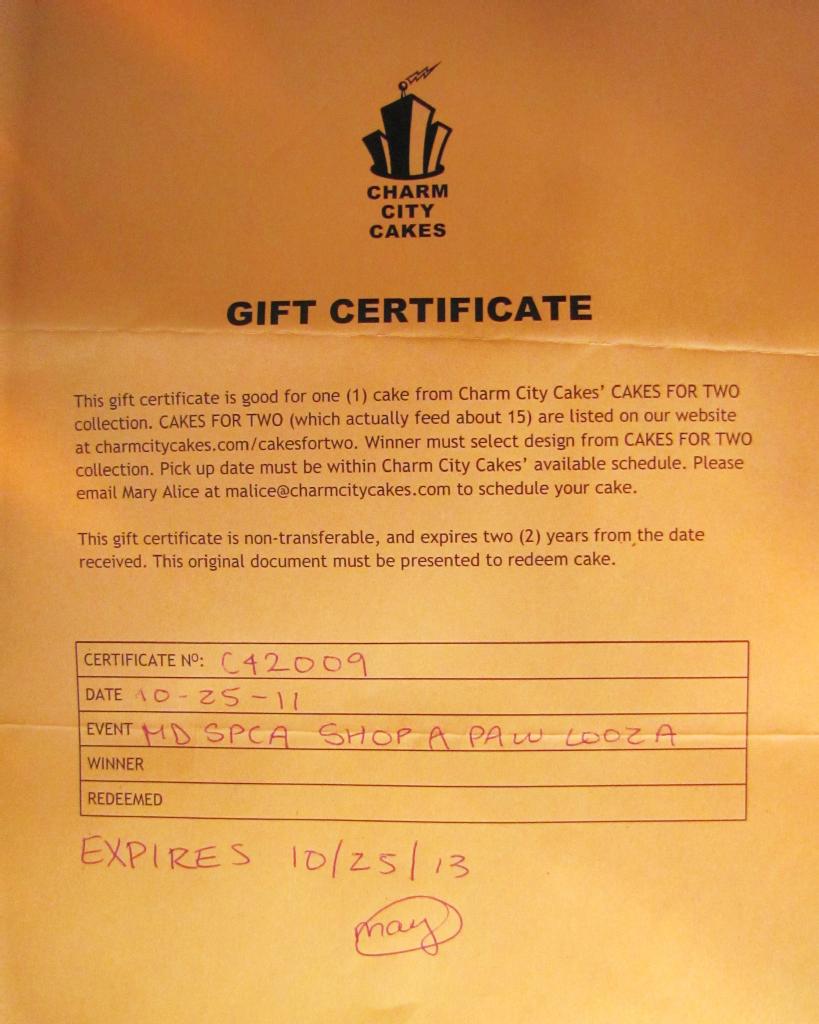 CHARM
CITY
CAKES
GIFT CERTIFICATE
This gift certificate is good for one (1) cake from Charm City Cakes’ CAKES FOR TWO
collection. CAKES FOR TWO (which actually feed about 15) are listed on our website
at charmcitycakes.com/cakesfortwo. Winner must select design from CAKES FOR TWO
collection. Pick up date must be within Charm City Cakes’ available schedule. Please
email Mary Alice at malice@charmcitycakes.com to schedule your cake.
This gift certificate is non-transferable, and expires two (2) years from the date
received. This original document must be presented to redeem cake.
CERTIFICATE Nº: C42009
DATE 10-25-11
EVENT MD SPCA SHOP A PAW LOOZA
WINNER
REDEEMED
EXPIRES 10/25/13
may